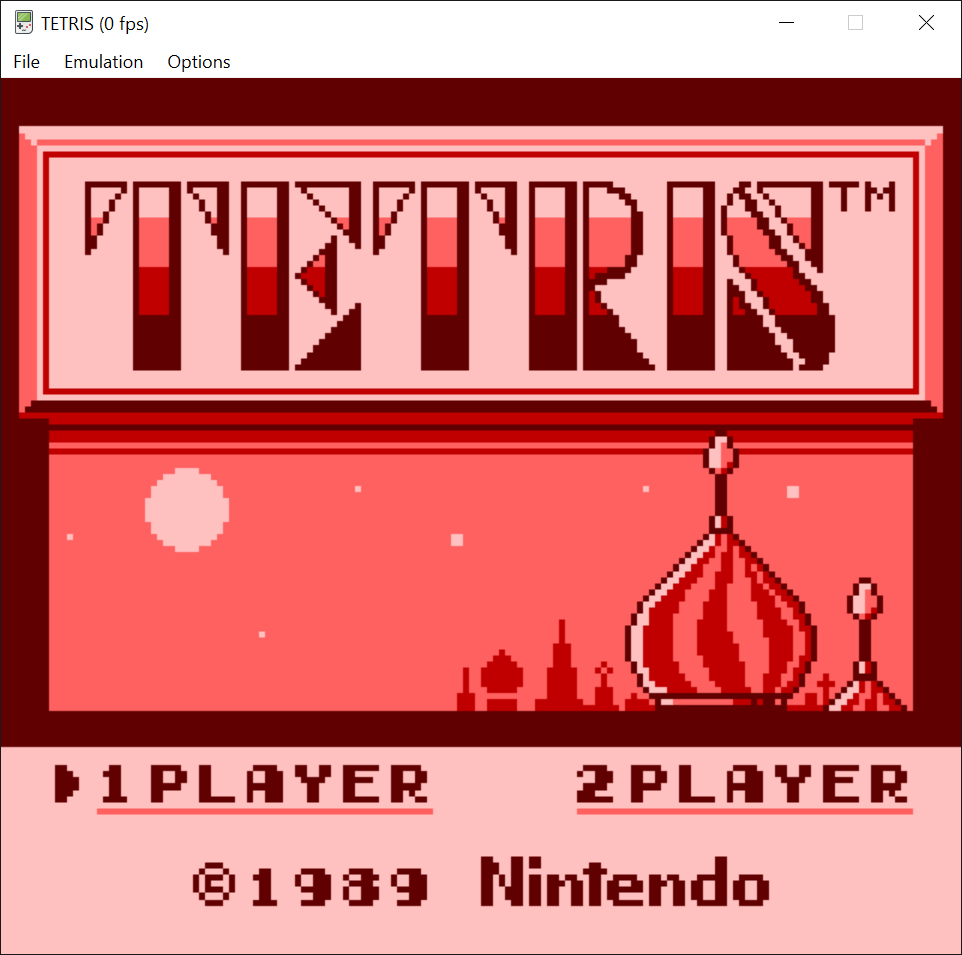 TETRIS (0 fps)
File Emulation Options
TETRIS™
1PLAYER 2PLAYER
©1989 Nintendo